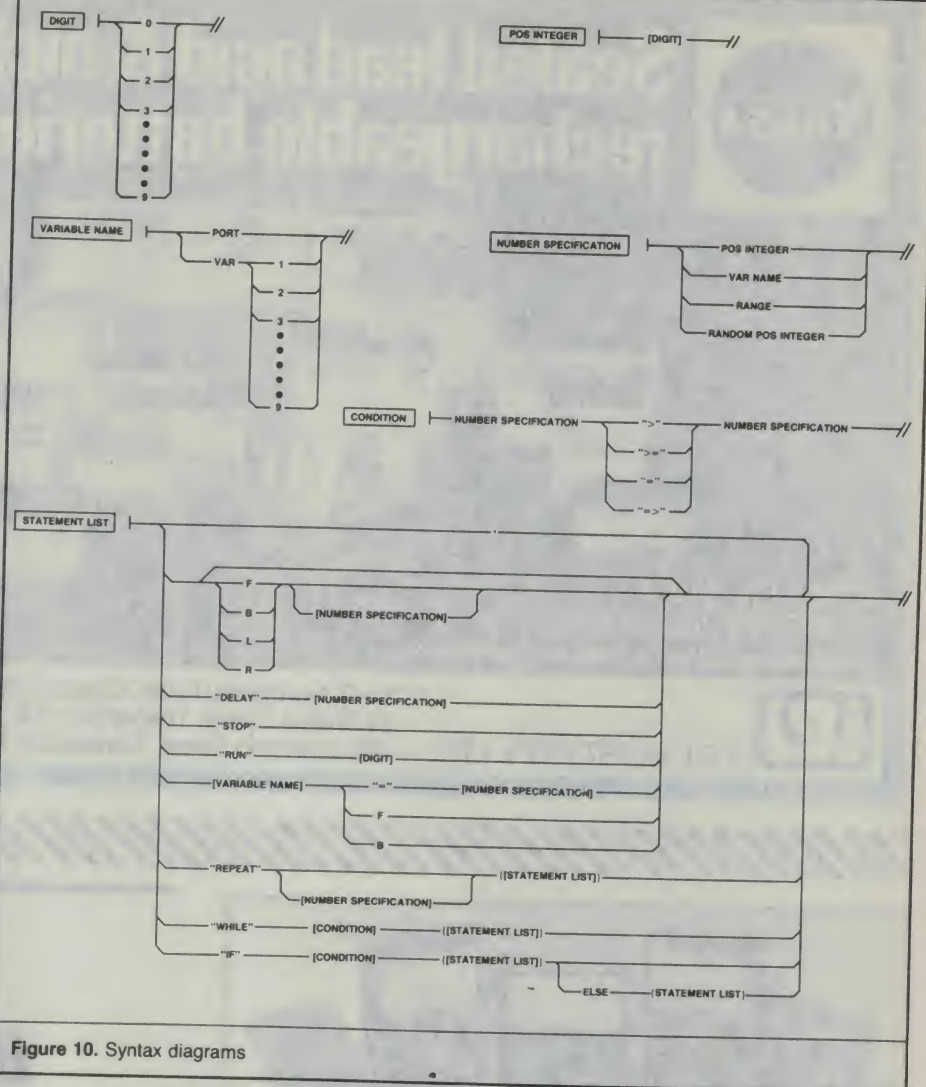 DIGIT
0
1
2
3
9
POS INTEGER [DIGIT]
VARIABLE NAME PORT
VAR 1
2
3
9
NUMBER SPECIFICATION POS INTEGER
VAR NAME
RANGE
RANDOM POS INTEGER
CONDITION NUMBER SPECIFICATION ">" NUMBER SPECIFICATION
">="
"="
"=>"
STATEMENT LIST
F
B [NUMBER SPECIFICATION]
L
R
"DELAY" [NUMBER SPECIFICATION]
"STOP"
"RUN" [DIGIT]
[VARIABLE NAME] "=" [NUMBER SPECIFICATION]
F
B
"REPEAT" ([STATEMENT LIST])
[NUMBER SPECIFICATION]
"WHILE" [CONDITION] ([STATEMENT LIST])
"IF" [CONDITION] ([STATEMENT LIST])
ELSE (STATEMENT LIST)
Figure 10. Syntax diagrams